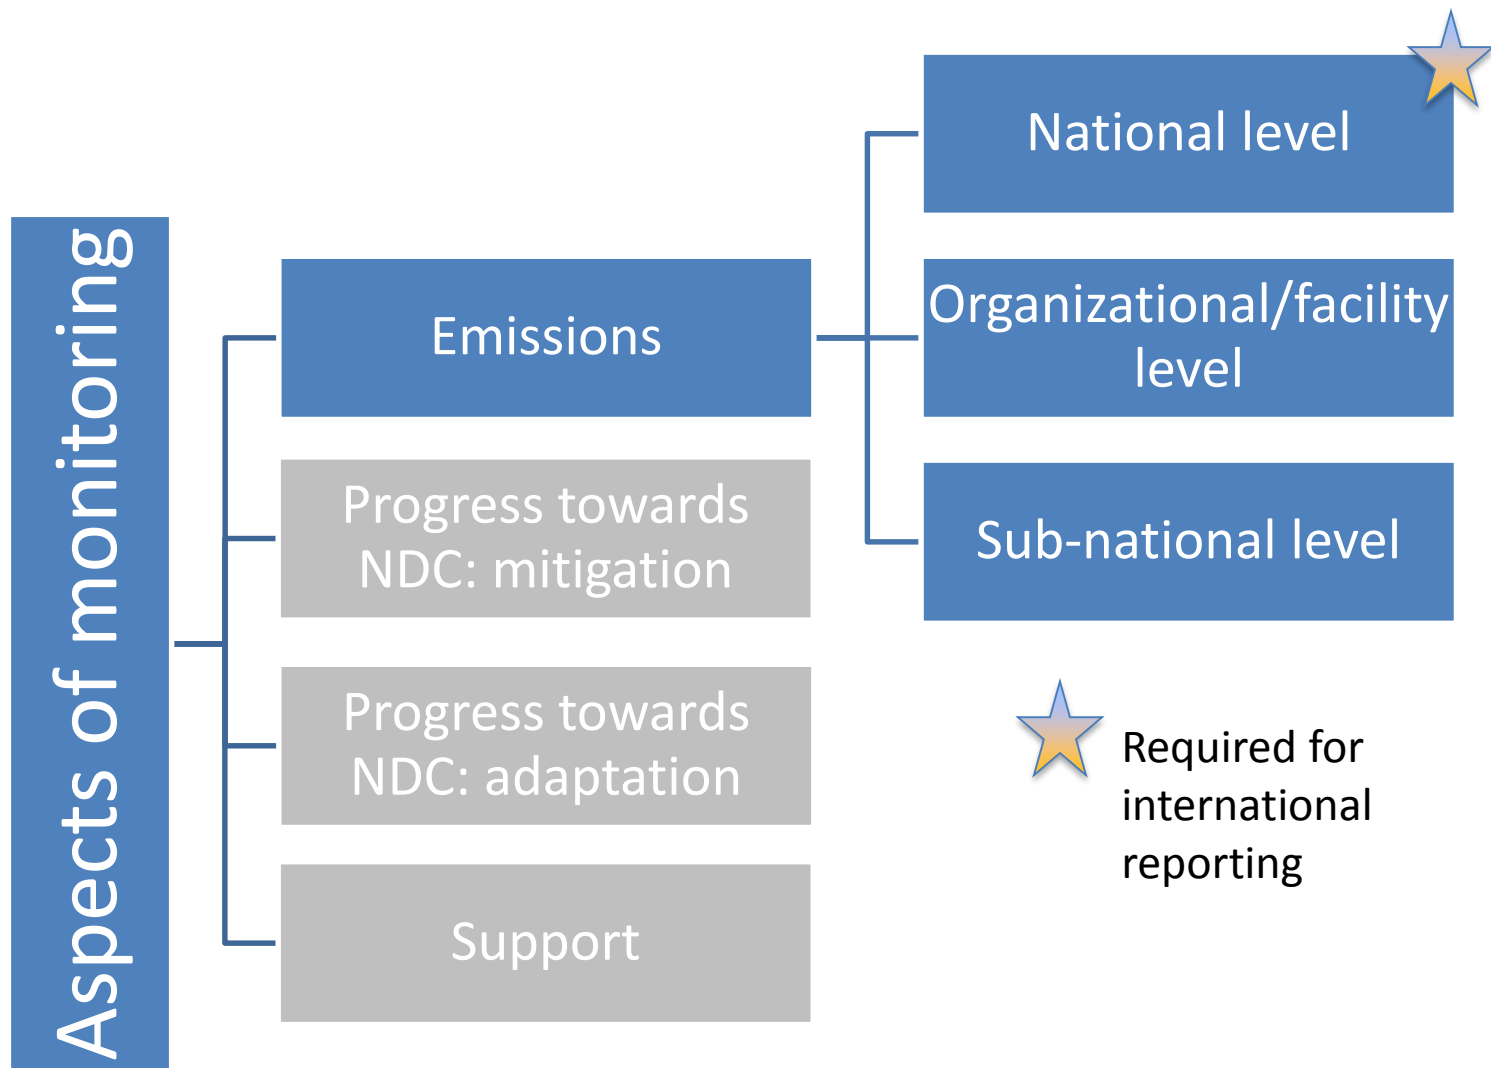 Aspects of monitoring
Emissions
Progress towards
NDC: mitigation
Progress towards
NDC: adaptation
Support
National level
Organizational/facility
level
Sub-national level
Required for
international
reporting